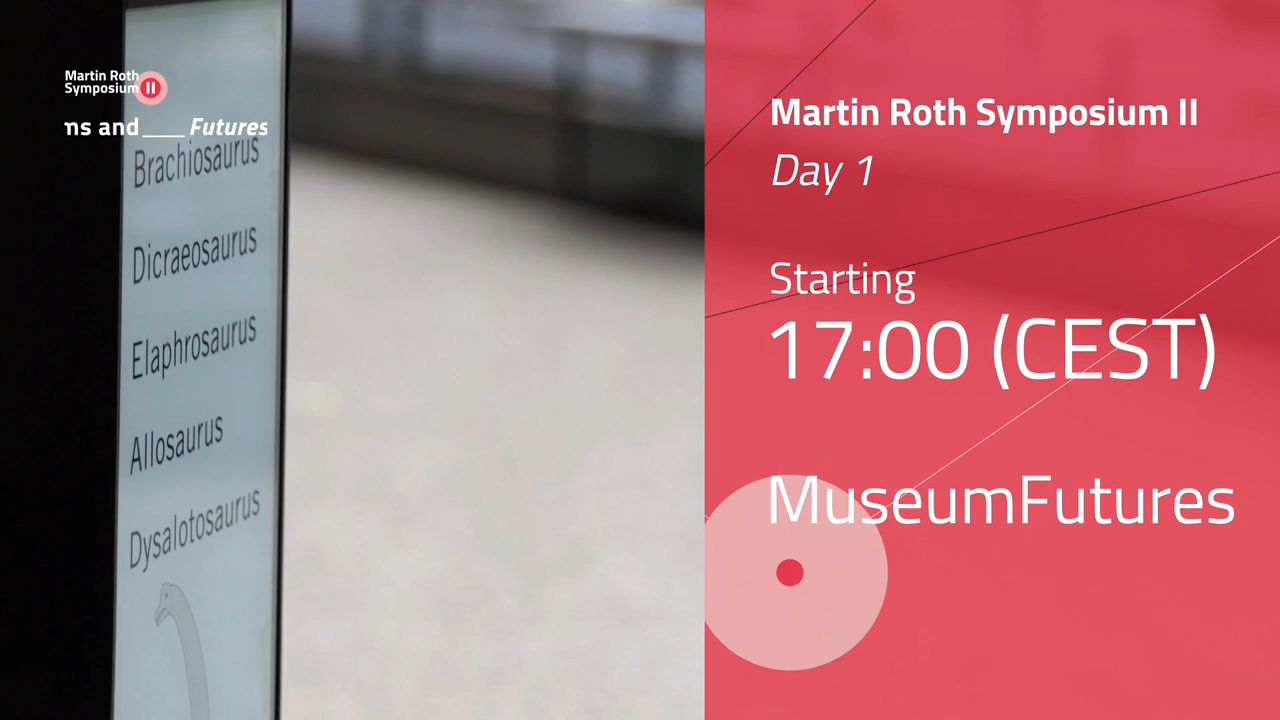 Martin Roth
Symposium II
ns and ____ Futures
Brachiosaurus
Dicraeosaurus
Elaphrosaurus
Allosaurus
Dysalotosaurus
Martin Roth Symposium II
Day 1
Starting
17:00 (CEST)
MuseumFutures